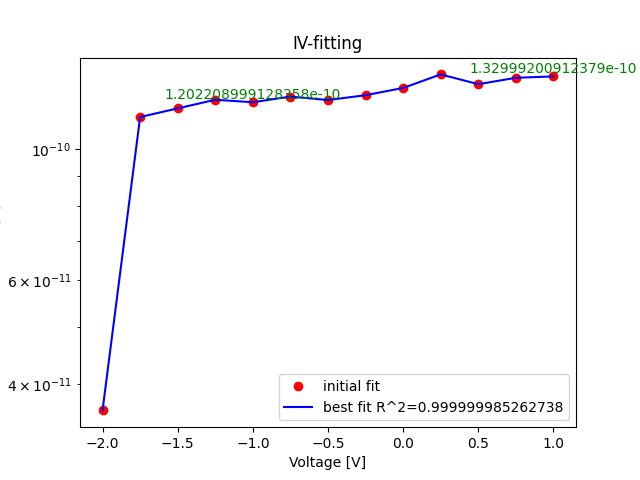 IV-fitting
1.32999200912379e-10
1.202208999128358e-10
10⁻¹⁰
6 × 10⁻¹¹
4 × 10⁻¹¹
initial fit
best fit R^2=0.999999985262738
−2.0 −1.5 −1.0 −0.5 0.0 0.5 1.0
Voltage [V]